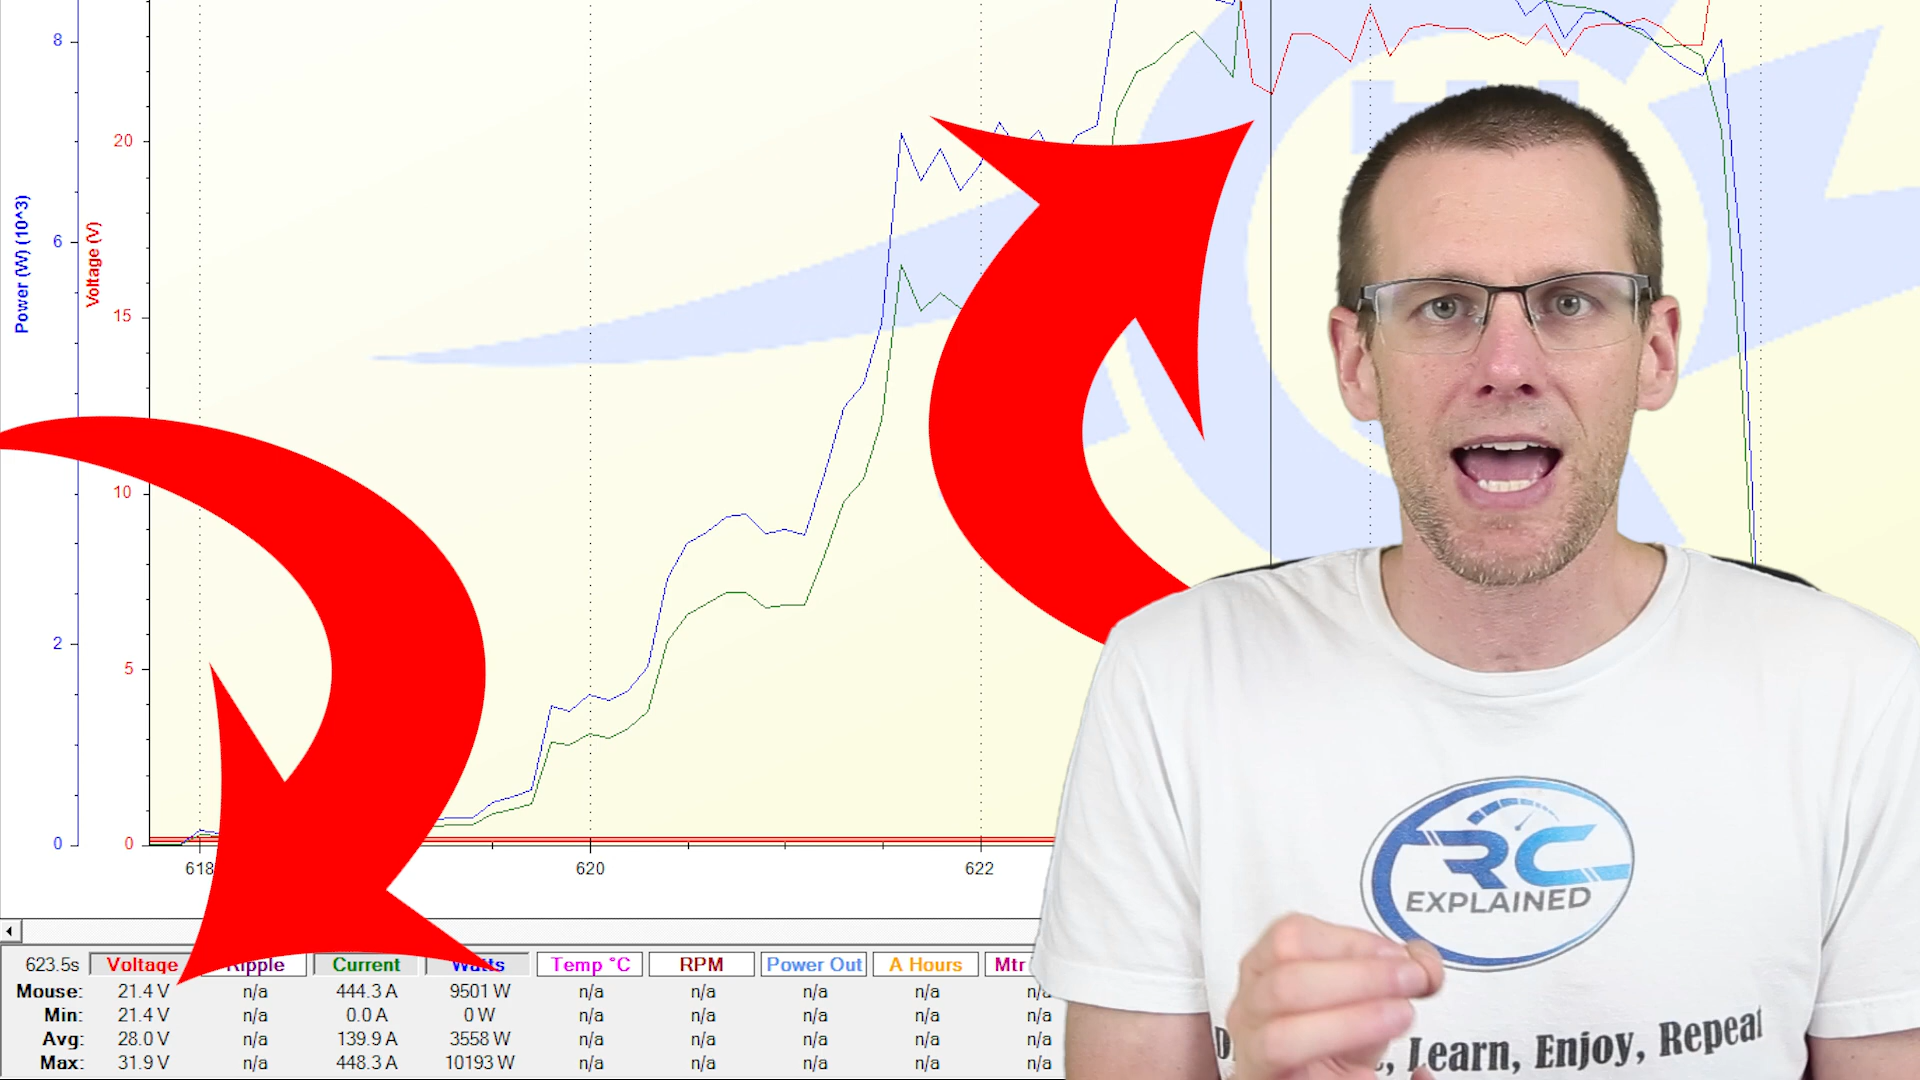 8
20
Power (W) (10^3)
6
Voltage (V)
15
10
2
5
0
0
618
620
622
623.5s Voltage Ripple Current Watts Temp °C RPM Power Out A Hours Mtr
Mouse: 21.4 V n/a 444.3 A 9501 W n/a n/a n/a n/a n/a
Min: 21.4 V n/a 0.0 A 0 W n/a n/a n/a n/a n/a
Avg: 28.0 V n/a 139.9 A 3558 W n/a n/a n/a n/a n/a
Max: 31.9 V n/a 448.3 A 10193 W n/a n/a n/a n/a n/a
RC
EXPLAINED
Learn, Enjoy, Repeat